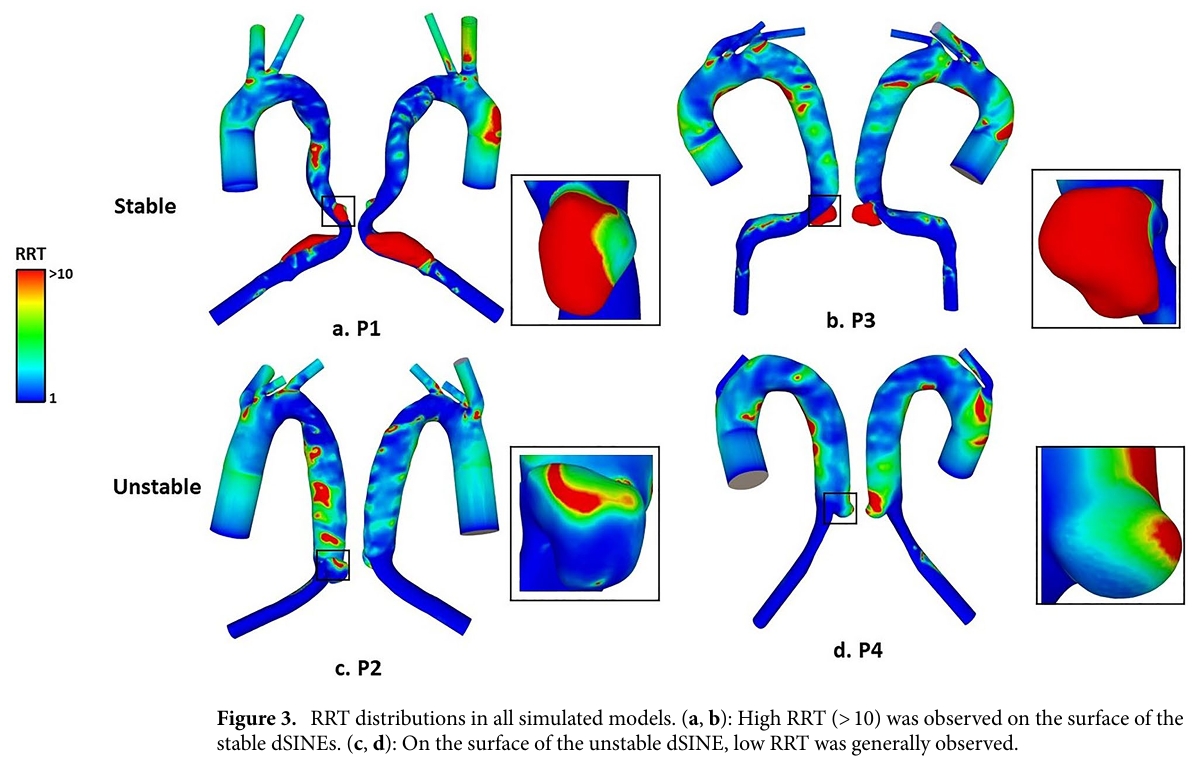 Stable
RRT
>10
1
a. P1
b. P3
Unstable
c. P2
d. P4
Figure 3. RRT distributions in all simulated models. (a, b): High RRT (> 10) was observed on the surface of the
stable dSINEs. (c, d): On the surface of the unstable dSINE, low RRT was generally observed.